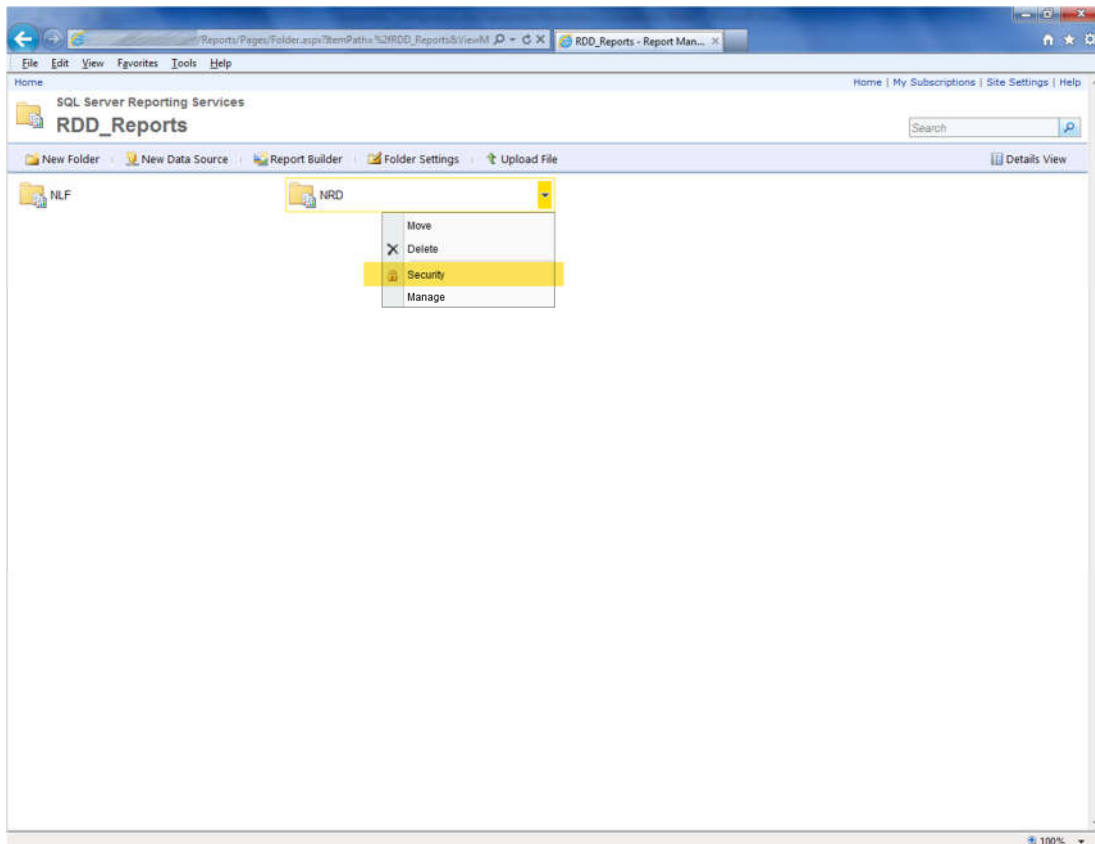 /Reports/Pages/Folder.aspx?ItemPath=%2fRDD_Reports&ViewM
RDD_Reports - Report Man...
File Edit View Favorites Tools Help
Home
Home | My Subscriptions | Site Settings | Help
SQL Server Reporting Services
RDD_Reports
Search
New Folder New Data Source Report Builder Folder Settings Upload File Details View
NLF NRD
Move
Delete
Security
Manage
100%